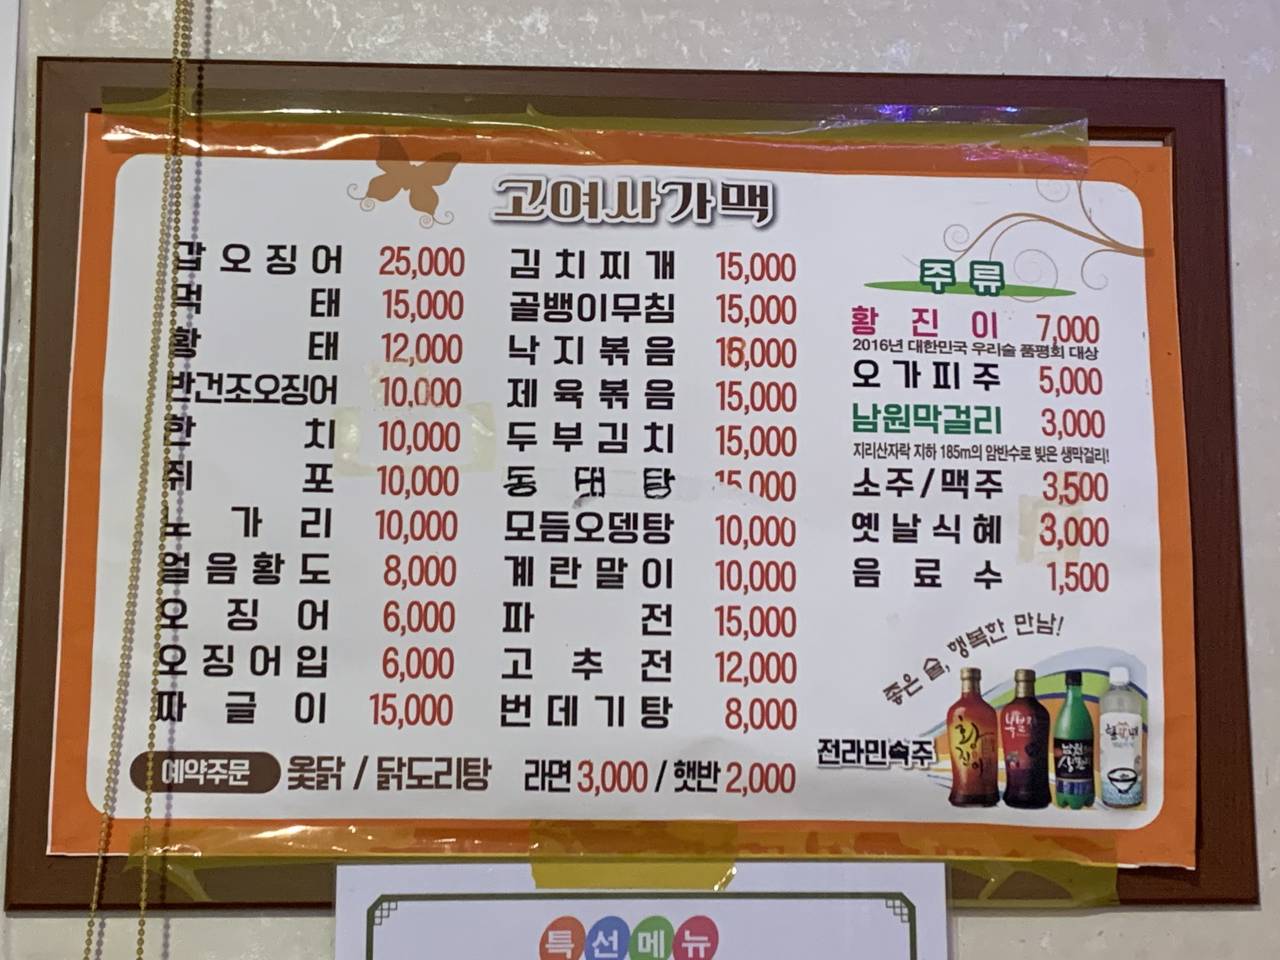 고여사가맥
갑오징어 25,000
먹태 15,000
황태 12,000
반건조오징어 10,000
한치 10,000
쥐포 10,000
노가리 10,000
얼음황도 8,000
오징어 6,000
오징어입 6,000
짜글이 15,000
김치찌개 15,000
골뱅이무침 15,000
낙지볶음 15,000
제육볶음 15,000
두부김치 15,000
동태탕 15,000
모듬오뎅탕 10,000
계란말이 10,000
파전 15,000
고추전 12,000
번데기탕 8,000
예약주문 옻닭 / 닭도리탕 라면 3,000 / 햇반 2,000
주류
황진이 7,000
2016년 대한민국 우리술 품평회 대상
오가피주 5,000
남원막걸리 3,000
지리산자락 지하 185m의 암반수로 빚은 생막걸리!
소주/맥주 3,500
옛날식혜 3,000
음료수 1,500
좋은 술, 행복한 만남!
전라민속주
황진이
남원
생막걸리
특선메뉴